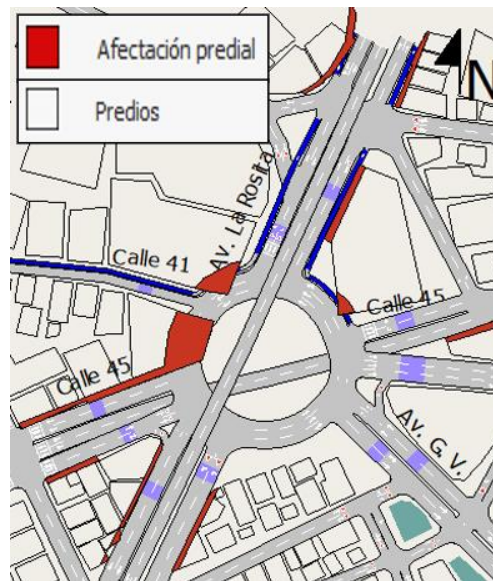 Afectación predial
Predios
N
Av. La Rosita
Calle 41
Calle 45
Calle 45
Av. G.V.